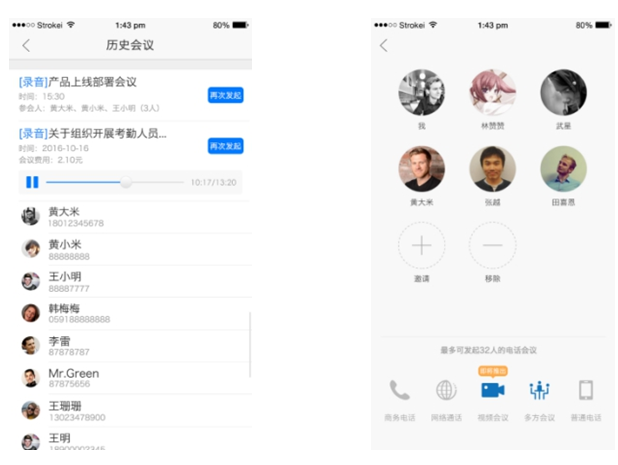 Strokei
1:43 pm
80%
历史会议
[录音]产品上线部署会议
时间：15:30
参会人：黄大米、黄小米、王小明（3人）
再次发起
[录音]关于组织开展考勤人员...
时间：2016-10-16
会议费用：2.10元
再次发起
10:17/13:20
黄大米
18012345678
黄小米
88888888
王小明
88887777
韩梅梅
059188888888
李雷
87878787
Mr.Green
87875656
王珊珊
13023478900
王明
18900007345
Strokei
1:43 pm
80%
我
林赞赞
武星
黄大米
张越
田喜恩
邀请
移除
最多可发起32人的电话会议
即将推出
商务电话
网络通话
视频会议
多方会议
普通电话